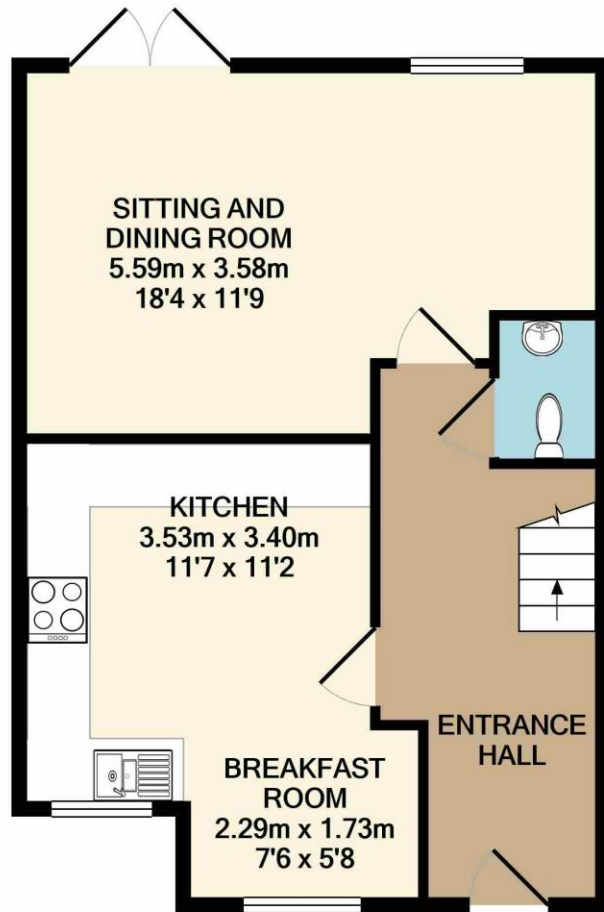 SITTING AND
DINING ROOM
5.59m x 3.58m
18'4 x 11'9
KITCHEN
3.53m x 3.40m
11'7 x 11'2
BREAKFAST
ROOM
2.29m x 1.73m
7'6 x 5'8
ENTRANCE
HALL